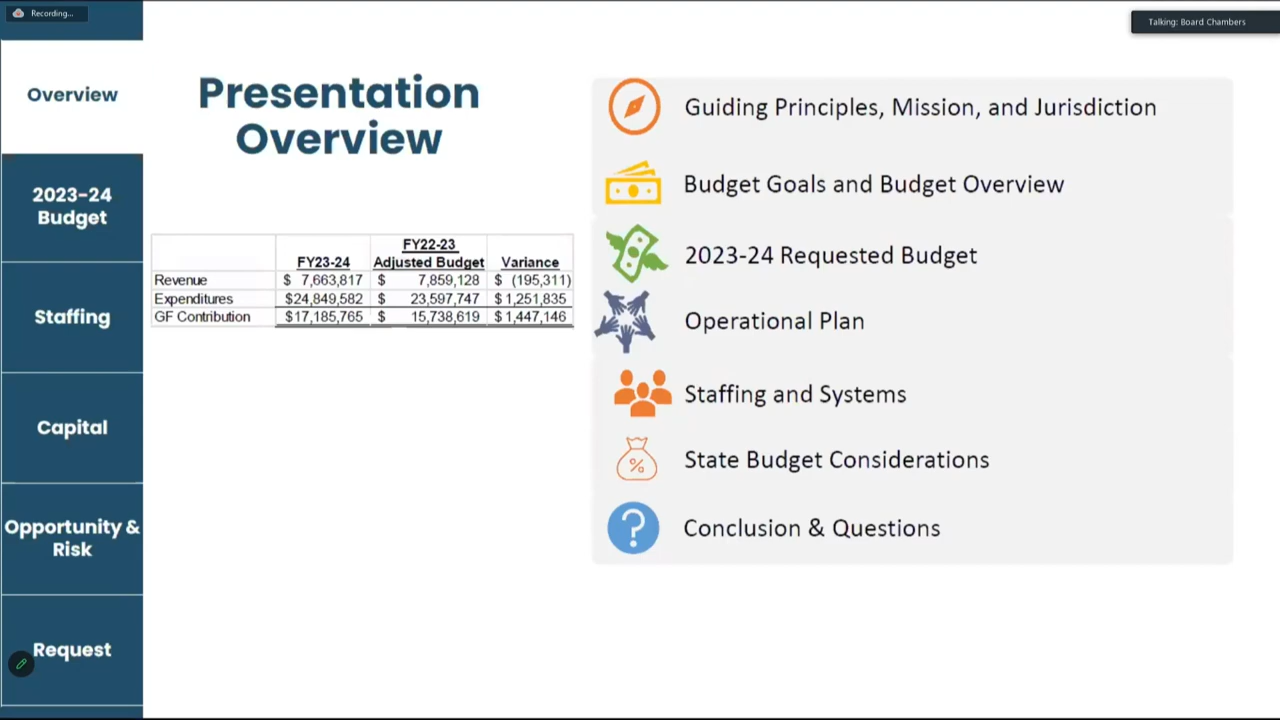 Recording...
Talking: Board Chambers
Overview
2023-24
Budget
Staffing
Capital
Opportunity &
Risk
Request
Presentation
Overview
FY22-23
FY23-24 Adjusted Budget Variance
Revenue $ 7,663,817 $ 7,859,128 $ (195,311)
Expenditures $24,849,582 $ 23,597,747 $ 1,251,835
GF Contribution $17,185,765 $ 15,738,619 $ 1,447,146
Guiding Principles, Mission, and Jurisdiction
Budget Goals and Budget Overview
2023-24 Requested Budget
Operational Plan
Staffing and Systems
%
State Budget Considerations
?
Conclusion & Questions